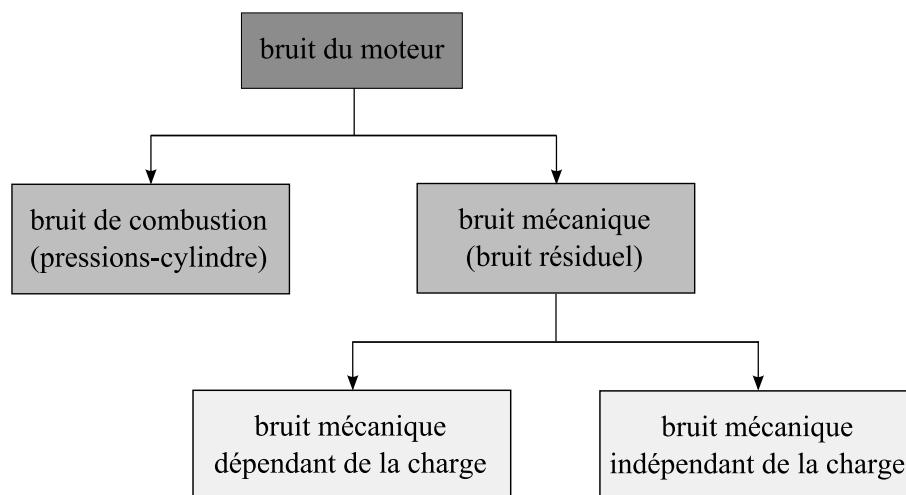 bruit du moteur
bruit de combustion
(pressions-cylindre)
bruit mécanique
(bruit résiduel)
bruit mécanique
dépendant de la charge
bruit mécanique
indépendant de la charge